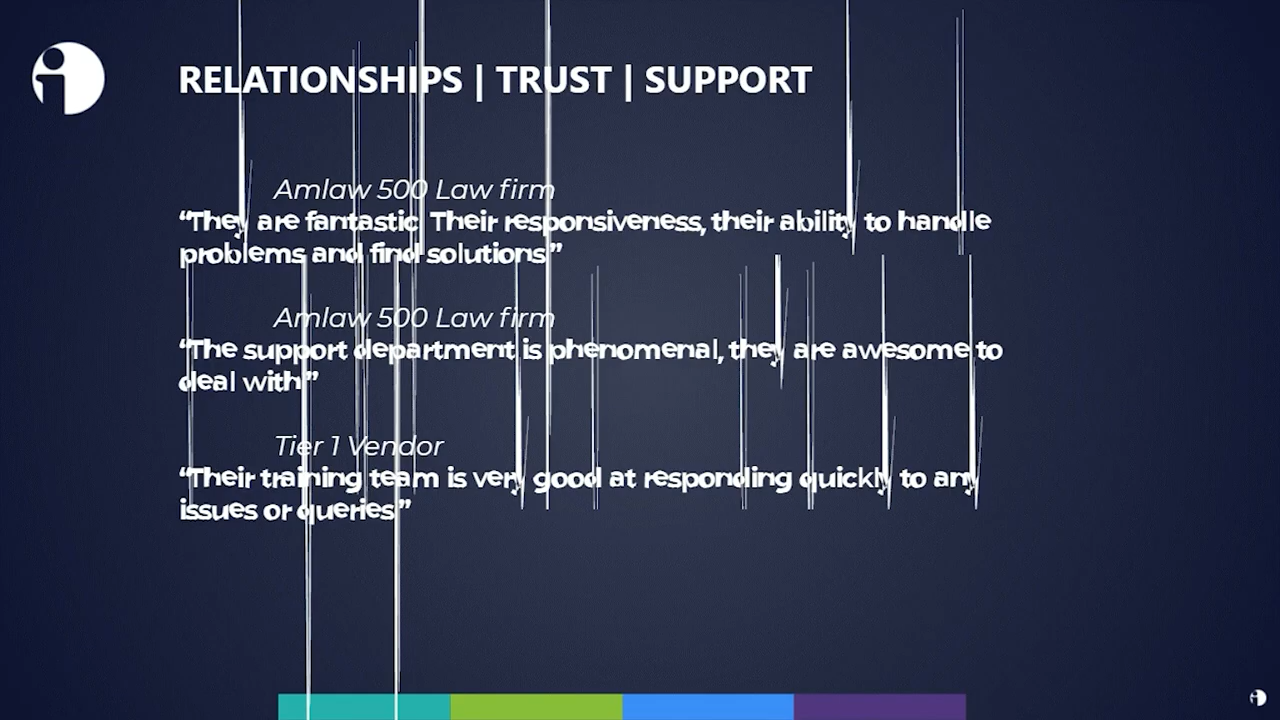 RELATIONSHIPS | TRUST | SUPPORT
Amlaw 500 Law firm
“They are fantastic Their responsiveness, their ability to handle
problems and find solutions”
Amlaw 500 Law firm
“The support department is phenomenal, they are awesome to
deal with”
Tier 1 Vendor
“Their training team is very good at responding quickly to any
issues or queries”